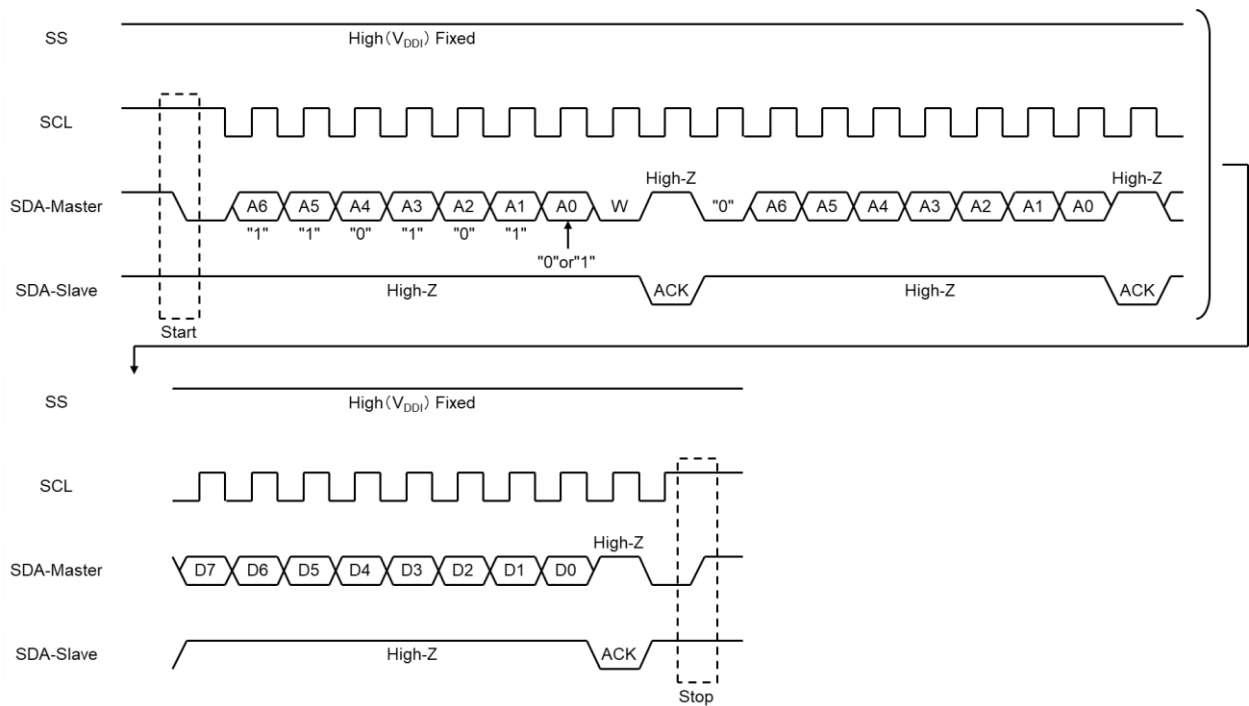 SS
High(VDDI) Fixed
SCL
High-Z
High-Z
SDA-Master
A6 A5 A4 A3 A2 A1 A0 W "0" A6 A5 A4 A3 A2 A1 A0
"1" "1" "0" "1" "0" "1"
"0"or"1"
SDA-Slave
High-Z
ACK
High-Z
ACK
Start
SS
High(VDDI) Fixed
SCL
High-Z
SDA-Master
D7 D6 D5 D4 D3 D2 D1 D0
SDA-Slave
High-Z
ACK
Stop